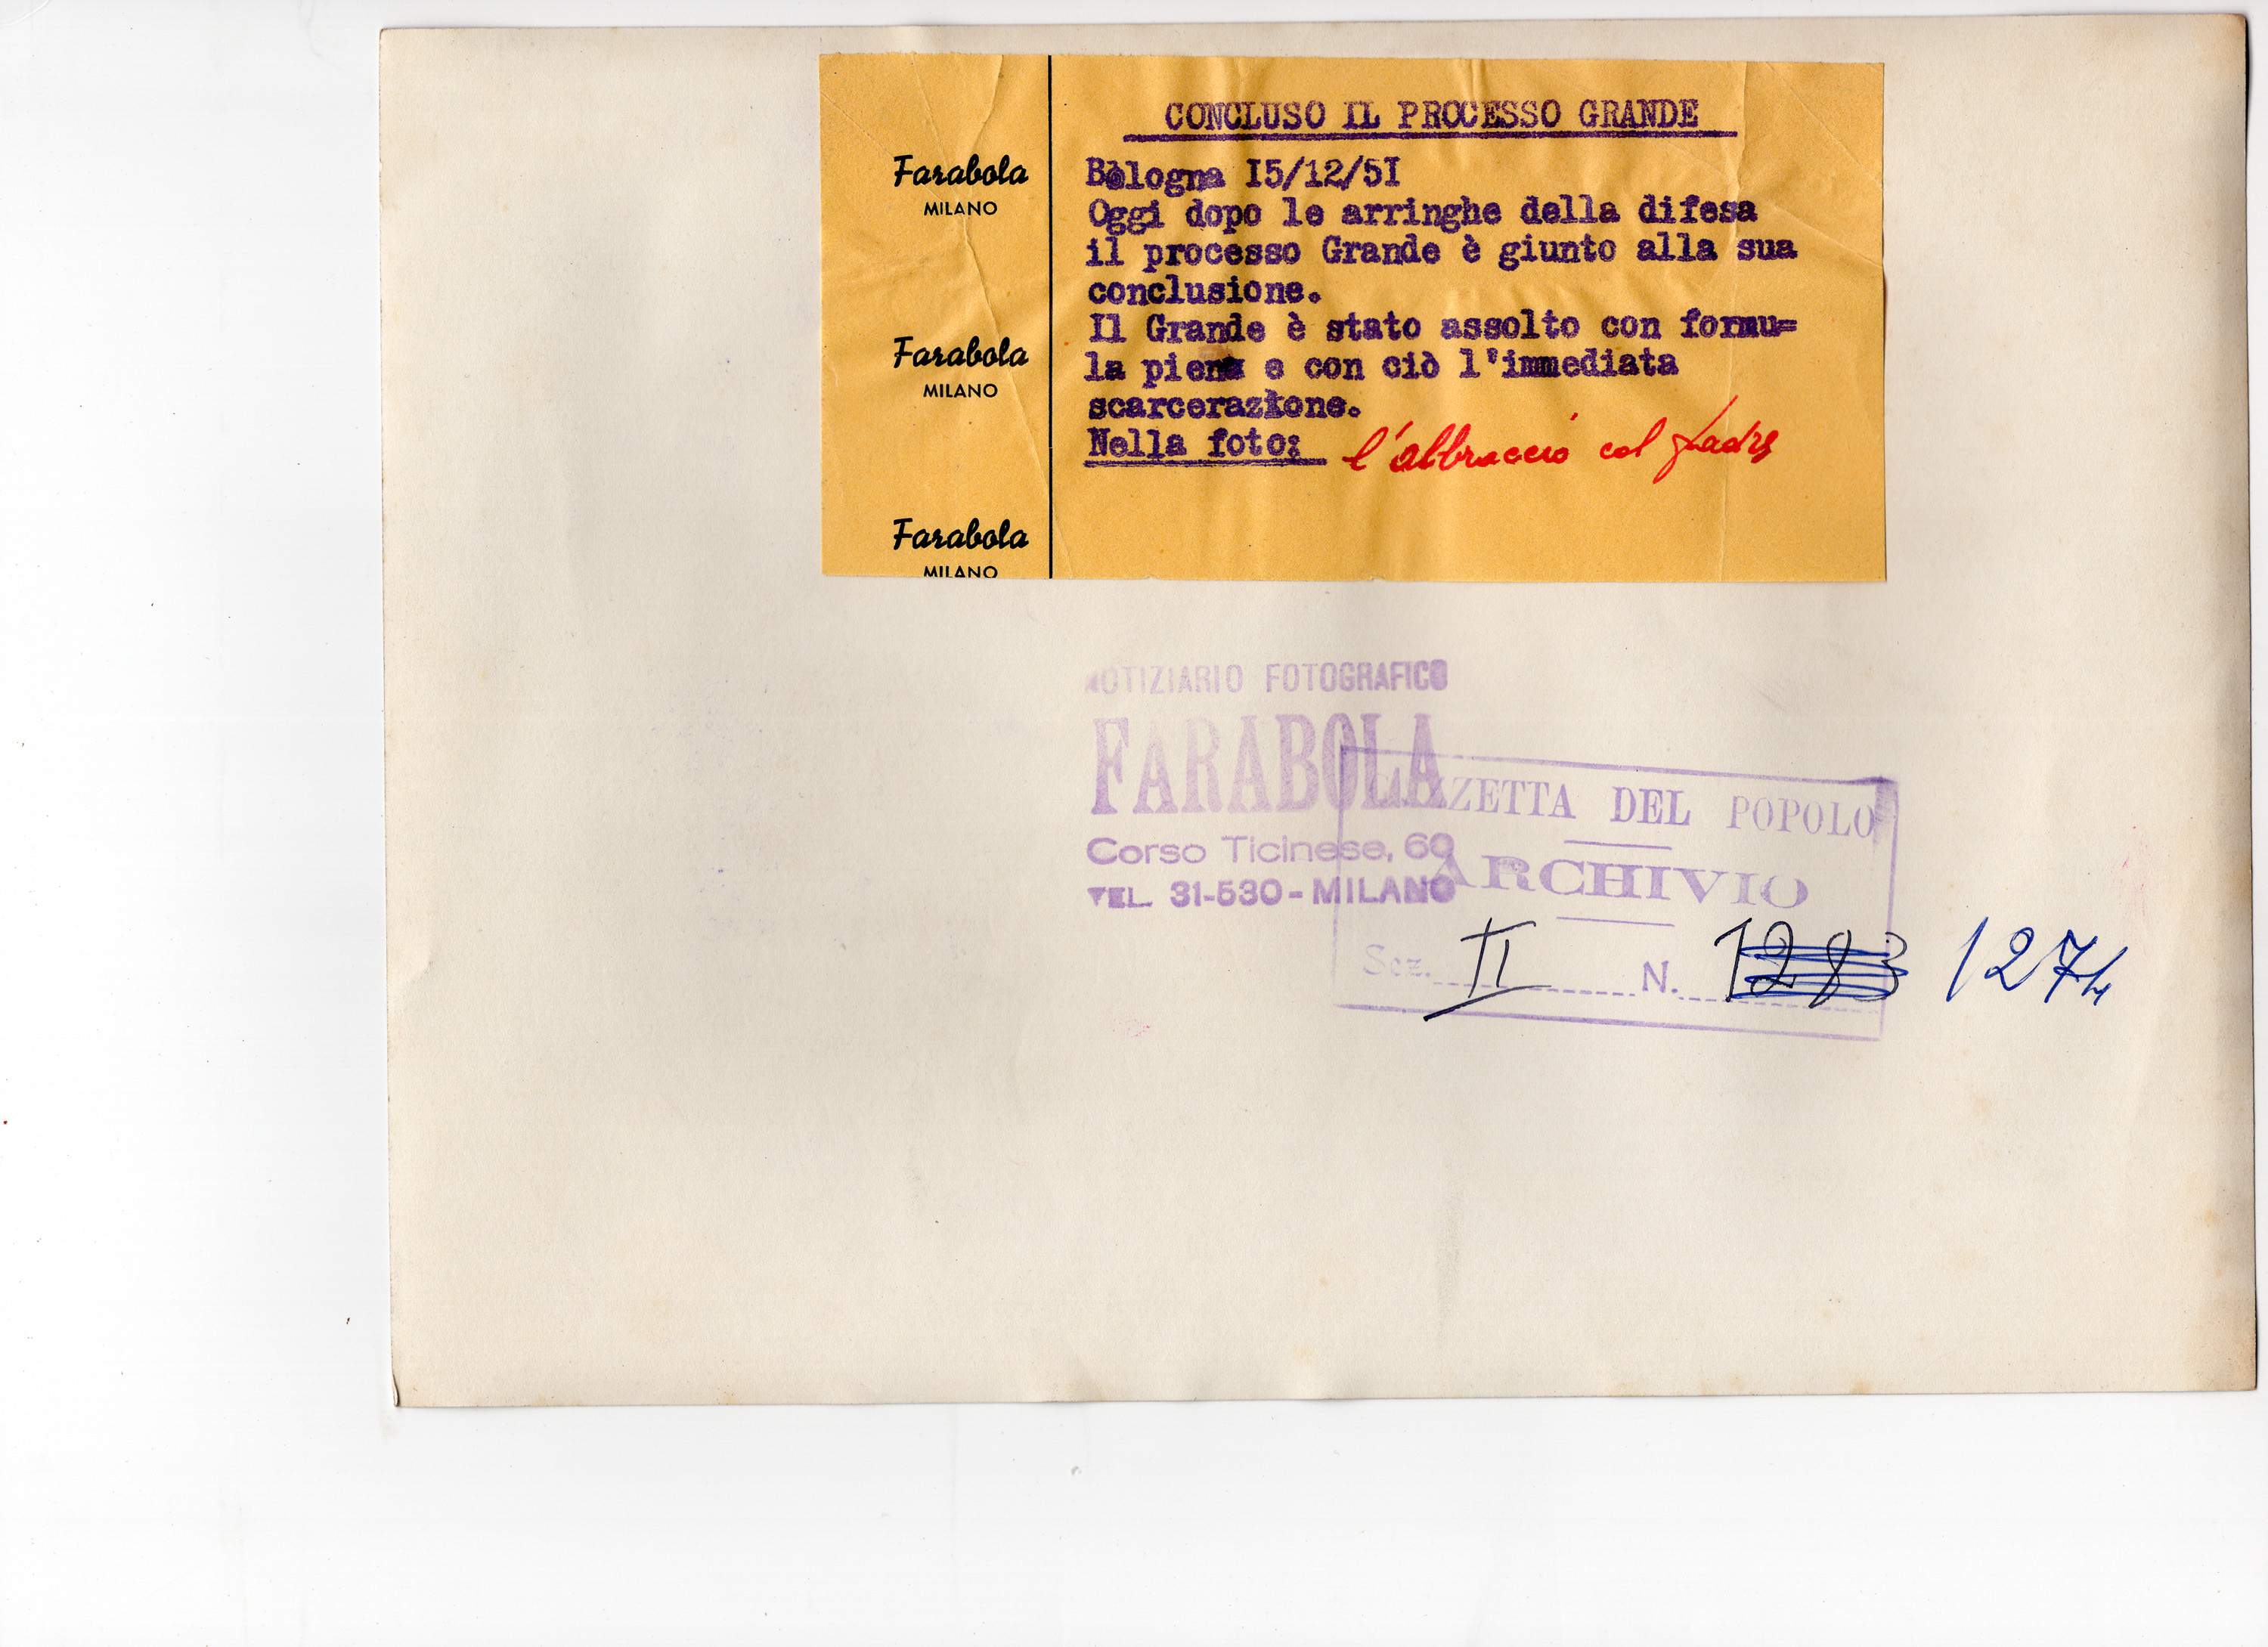 CONCLUSO IL PROCESSO GRANDE
Farabola
MILANO
Farabola
MILANO
Farabola
MILANO
Bologna I5/12/5I
Oggi dopo le arringhe della difesa
il processo Grande è giunto alla sua
conclusione.
Il Grande è stato assolto con formu=
la piena e con ciò l'immediata
scarcerazione.
Nella foto: l'abbraccio col padre
NOTIZIARIO FOTOGRAFICO
FARABOLA
Corso Ticinese, 60
TEL. 31-530 - MILANO
GAZZETTA DEL POPOLO
ARCHIVIO
Sez. II N. 1283 1274